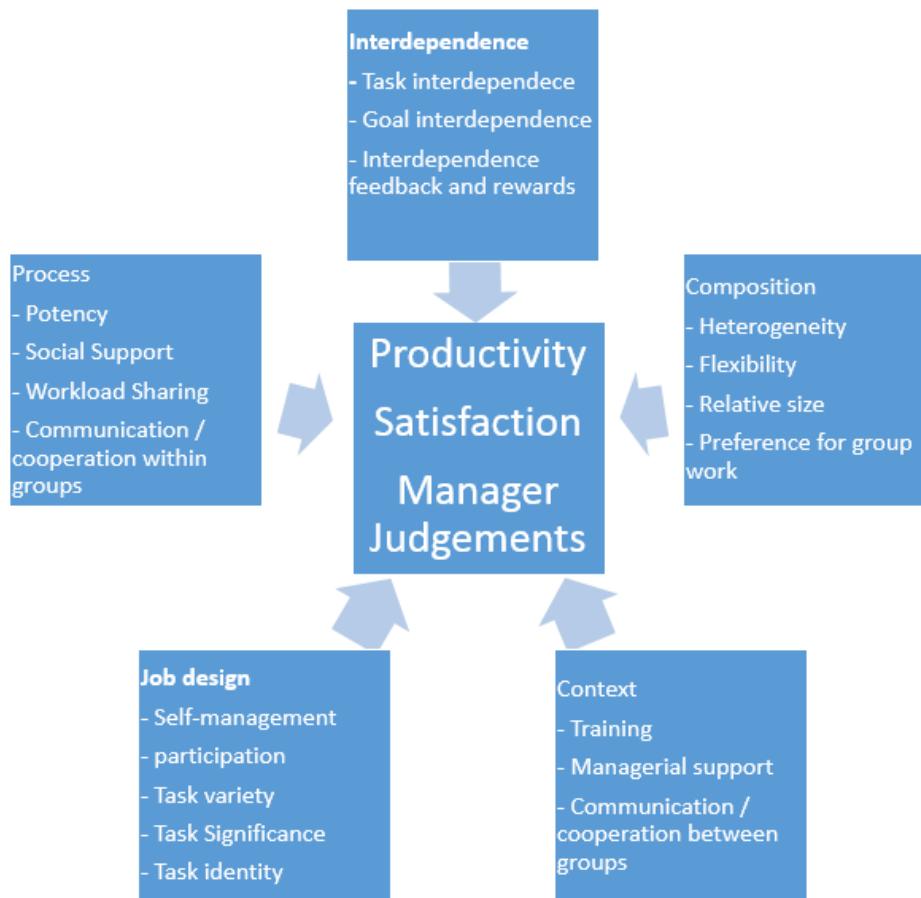 Interdependence
- Task interdependece
- Goal interdependence
- Interdependence
feedback and rewards
Process
- Potency
- Social Support
- Workload Sharing
- Communication /
cooperation within
groups
Productivity
Satisfaction
Manager
Judgements
Composition
- Heterogeneity
- Flexibility
- Relative size
- Preference for group
work
Job design
- Self-management
- participation
- Task variety
- Task Significance
- Task identity
Context
- Training
- Managerial support
- Communication /
cooperation between
groups